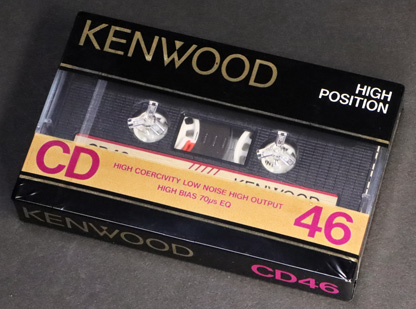 KENWOOD
HIGH
POSITION
CD
HIGH COERCIVITY LOW NOISE HIGH OUTPUT
HIGH BIAS 70μs EQ
46
KENWOOD
KENWOOD
CD46